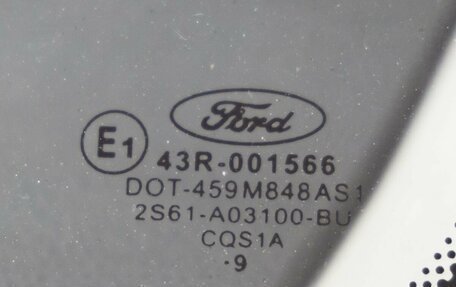 Ford
E1
43R-001566
DOT-459M848AS1
2S61-A03100-BU
CQS1A
·9